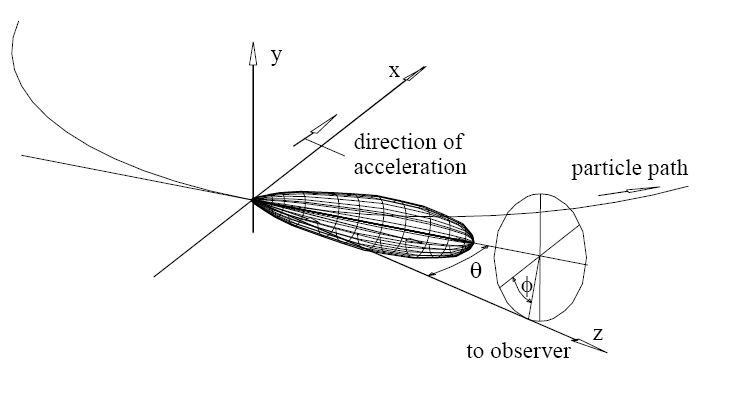 y
x
direction of
acceleration
particle path
θ
ϕ
z
to observer